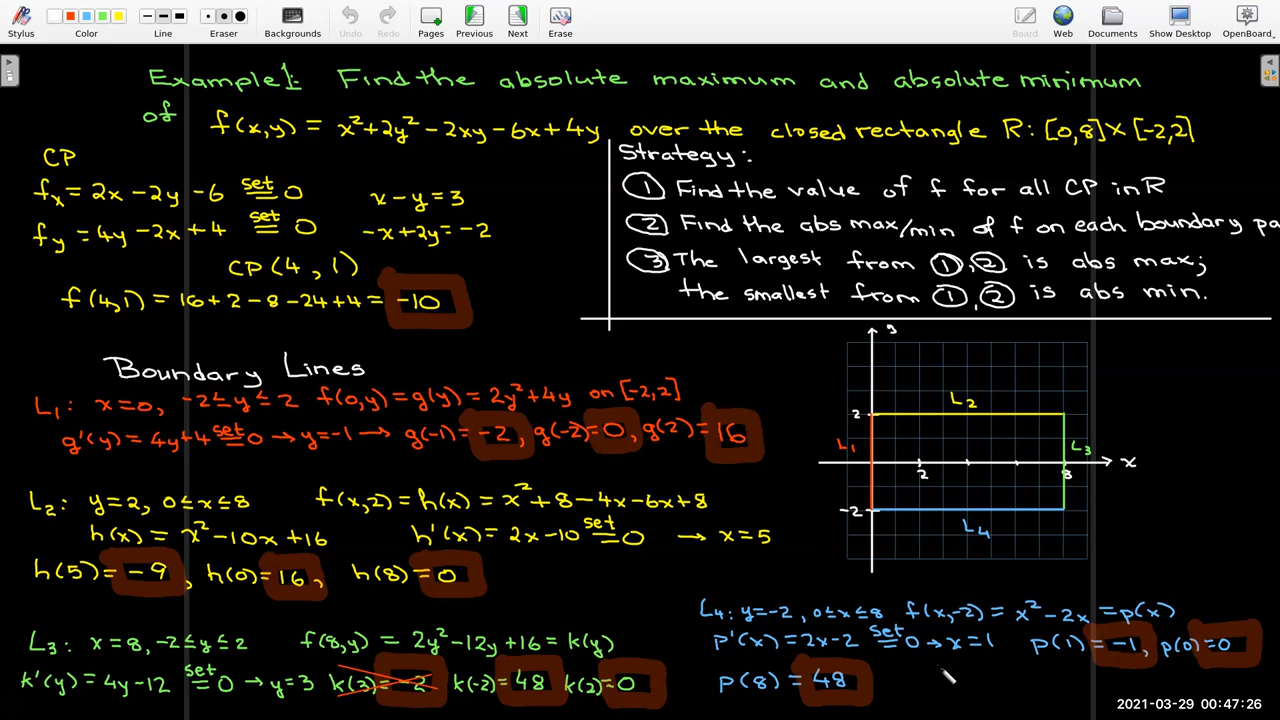 Stylus Color Line Eraser Backgrounds Undo Redo Pages Previous Next Erase Board Web Documents Show Desktop OpenBoard
Example 1: Find the absolute maximum and absolute minimum
of f(x,y) = x² + 2y² - 2xy - 6x + 4y over the closed rectangle R: [0,8] × [-2,2]
CP
f_x = 2x - 2y - 6 set= 0 x - y = 3
f_y = 4y - 2x + 4 set= 0 -x + 2y = -2
CP (4, 1)
f(4,1) = 16 + 2 - 8 - 24 + 4 = -10
Strategy:
① Find the value of f for all CP in R
② Find the abs max/min of f on each boundary pa
③ The largest from ①,② is abs max;
the smallest from ①,② is abs min.
Boundary Lines
L₁: x=0, -2≤y≤2 f(0,y) = g(y) = 2y² + 4y on [-2,2]
g'(y) = 4y+4 set= 0 → y=-1 → g(-1) = -2, g(-2) = 0, g(2) = 16
L₂: y=2, 0≤x≤8 f(x,2) = h(x) = x² + 8 - 4x - 6x + 8
h(x) = x² - 10x + 16 h'(x) = 2x - 10 set= 0 → x = 5
h(5) = -9, h(0) = 16, h(8) = 0
L₃: x=8, -2≤y≤2 f(8,y) = 2y² - 12y + 16 = k(y)
k'(y) = 4y - 12 set= 0 → y = 3 k(3) = -2 k(-2) = 48 k(2) = 0
y
2 L₂
L₁ L₃
x
2 8
-2
L₄
L₄: y=-2, 0≤x≤8 f(x,-2) = x² - 2x = p(x)
p'(x) = 2x - 2 set= 0 → x = 1 p(1) = -1, p(0) = 0
p(8) = 48
2021-03-29 00:47:26